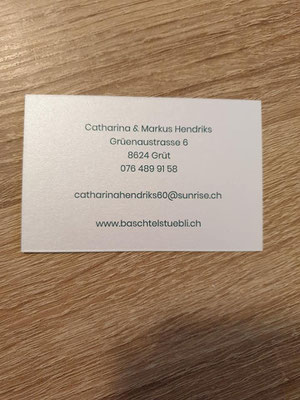 Catharina & Markus Hendriks
Grüenaustrasse 6
8624 Grüt
076 489 91 58
catharinahendriks60@sunrise.ch
www.baschtelstuebli.ch